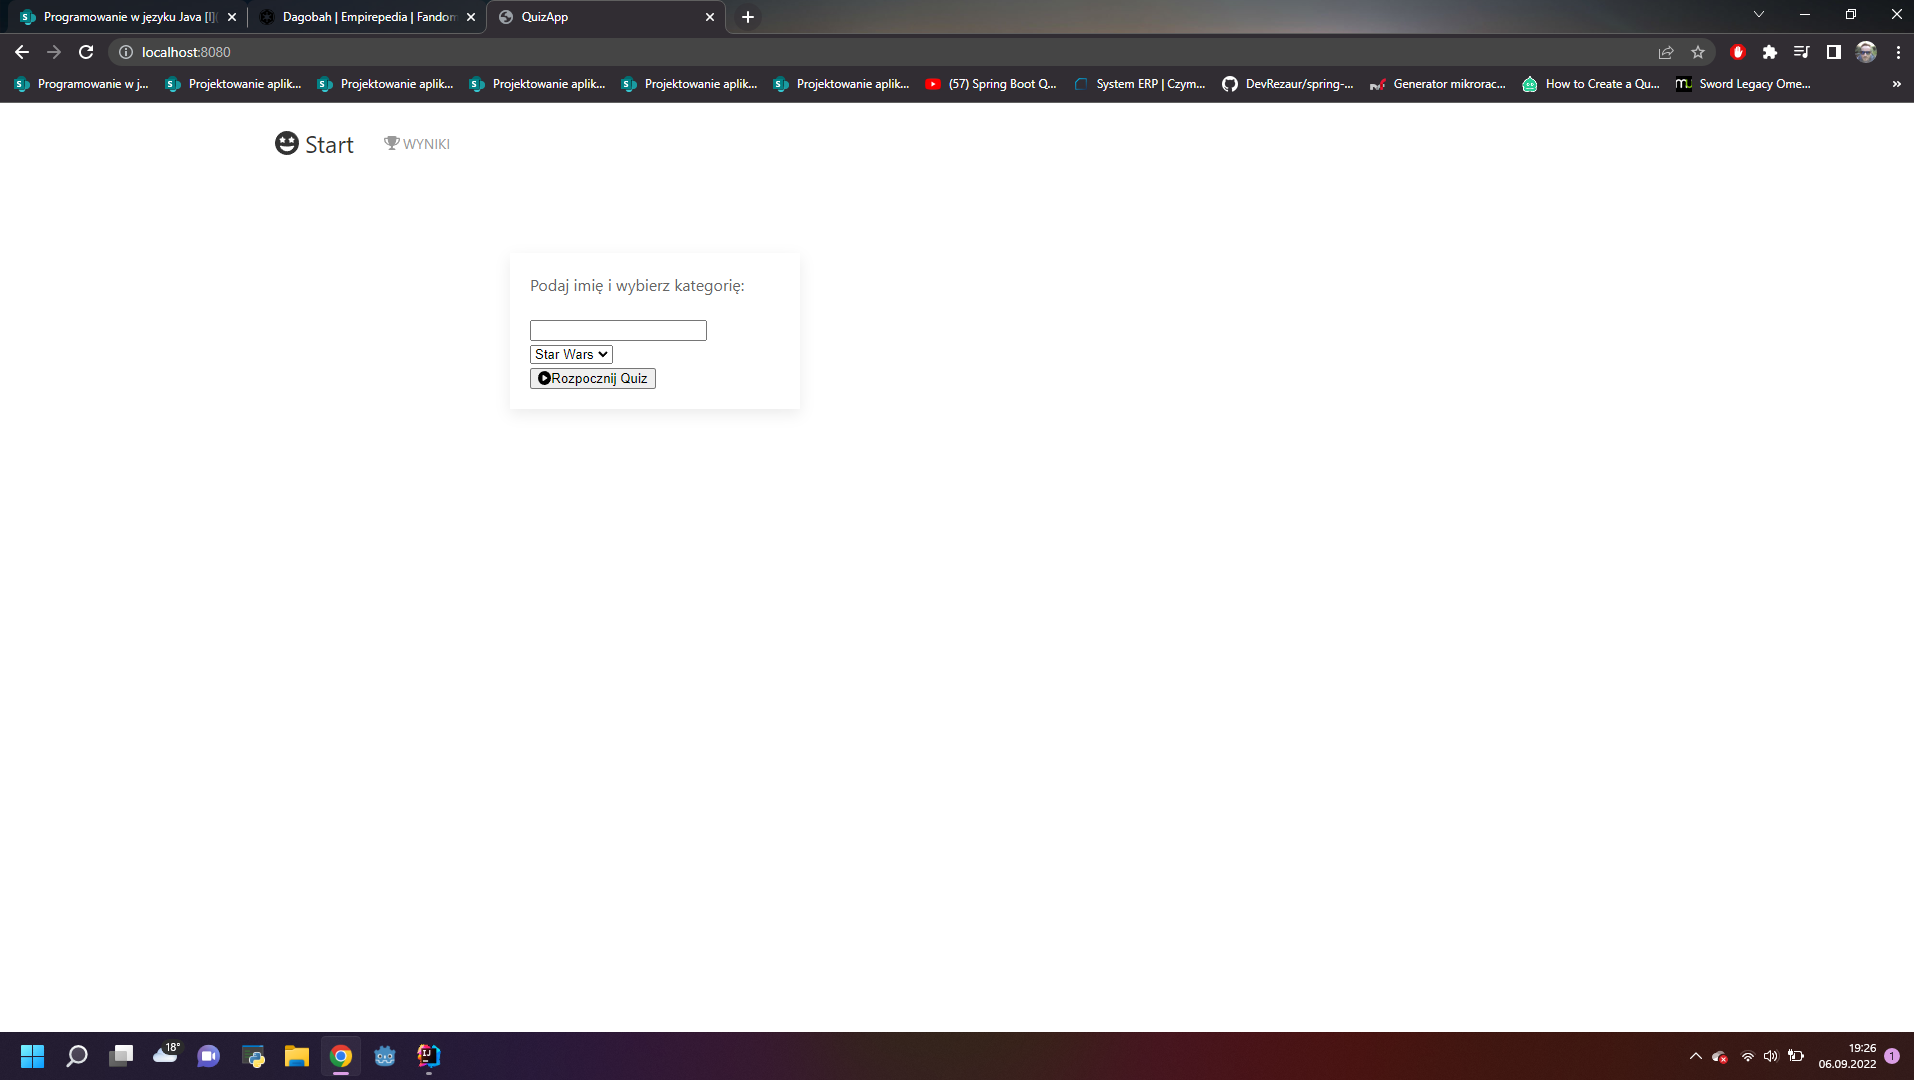 Programowanie w języku Java [I](
Dagobah | Empirepedia | Fandom
QuizApp
localhost:8080
Programowanie w j...
Projektowanie aplik...
Projektowanie aplik...
Projektowanie aplik...
Projektowanie aplik...
Projektowanie aplik...
(57) Spring Boot Q...
System ERP | Czym...
DevRezaur/spring-...
Generator mikrorac...
How to Create a Qu...
Sword Legacy Ome...
»
Start
WYNIKI
Podaj imię i wybierz kategorię:
Star Wars
Rozpocznij Quiz
18°
19:26
06.09.2022
1